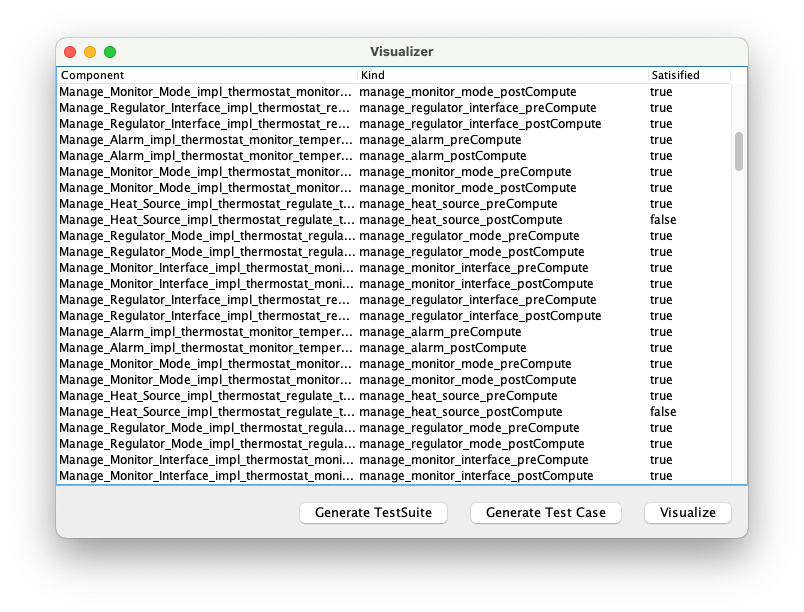 Visualizer
Component Kind Satisified
Manage_Monitor_Mode_impl_thermostat_monitor... manage_monitor_mode_postCompute true
Manage_Regulator_Interface_impl_thermostat_re... manage_regulator_interface_preCompute true
Manage_Regulator_Interface_impl_thermostat_re... manage_regulator_interface_postCompute true
Manage_Alarm_impl_thermostat_monitor_temper... manage_alarm_preCompute true
Manage_Alarm_impl_thermostat_monitor_temper... manage_alarm_postCompute true
Manage_Monitor_Mode_impl_thermostat_monitor... manage_monitor_mode_preCompute true
Manage_Monitor_Mode_impl_thermostat_monitor... manage_monitor_mode_postCompute true
Manage_Heat_Source_impl_thermostat_regulate_t... manage_heat_source_preCompute true
Manage_Heat_Source_impl_thermostat_regulate_t... manage_heat_source_postCompute false
Manage_Regulator_Mode_impl_thermostat_regula... manage_regulator_mode_preCompute true
Manage_Regulator_Mode_impl_thermostat_regula... manage_regulator_mode_postCompute true
Manage_Monitor_Interface_impl_thermostat_moni... manage_monitor_interface_preCompute true
Manage_Monitor_Interface_impl_thermostat_moni... manage_monitor_interface_postCompute true
Manage_Regulator_Interface_impl_thermostat_re... manage_regulator_interface_preCompute true
Manage_Regulator_Interface_impl_thermostat_re... manage_regulator_interface_postCompute true
Manage_Alarm_impl_thermostat_monitor_temper... manage_alarm_preCompute true
Manage_Alarm_impl_thermostat_monitor_temper... manage_alarm_postCompute true
Manage_Monitor_Mode_impl_thermostat_monitor... manage_monitor_mode_preCompute true
Manage_Monitor_Mode_impl_thermostat_monitor... manage_monitor_mode_postCompute true
Manage_Heat_Source_impl_thermostat_regulate_t... manage_heat_source_preCompute true
Manage_Heat_Source_impl_thermostat_regulate_t... manage_heat_source_postCompute false
Manage_Regulator_Mode_impl_thermostat_regula... manage_regulator_mode_preCompute true
Manage_Regulator_Mode_impl_thermostat_regula... manage_regulator_mode_postCompute true
Manage_Monitor_Interface_impl_thermostat_moni... manage_monitor_interface_preCompute true
Manage_Monitor_Interface_impl_thermostat_moni... manage_monitor_interface_postCompute true
Generate TestSuite Generate Test Case Visualize